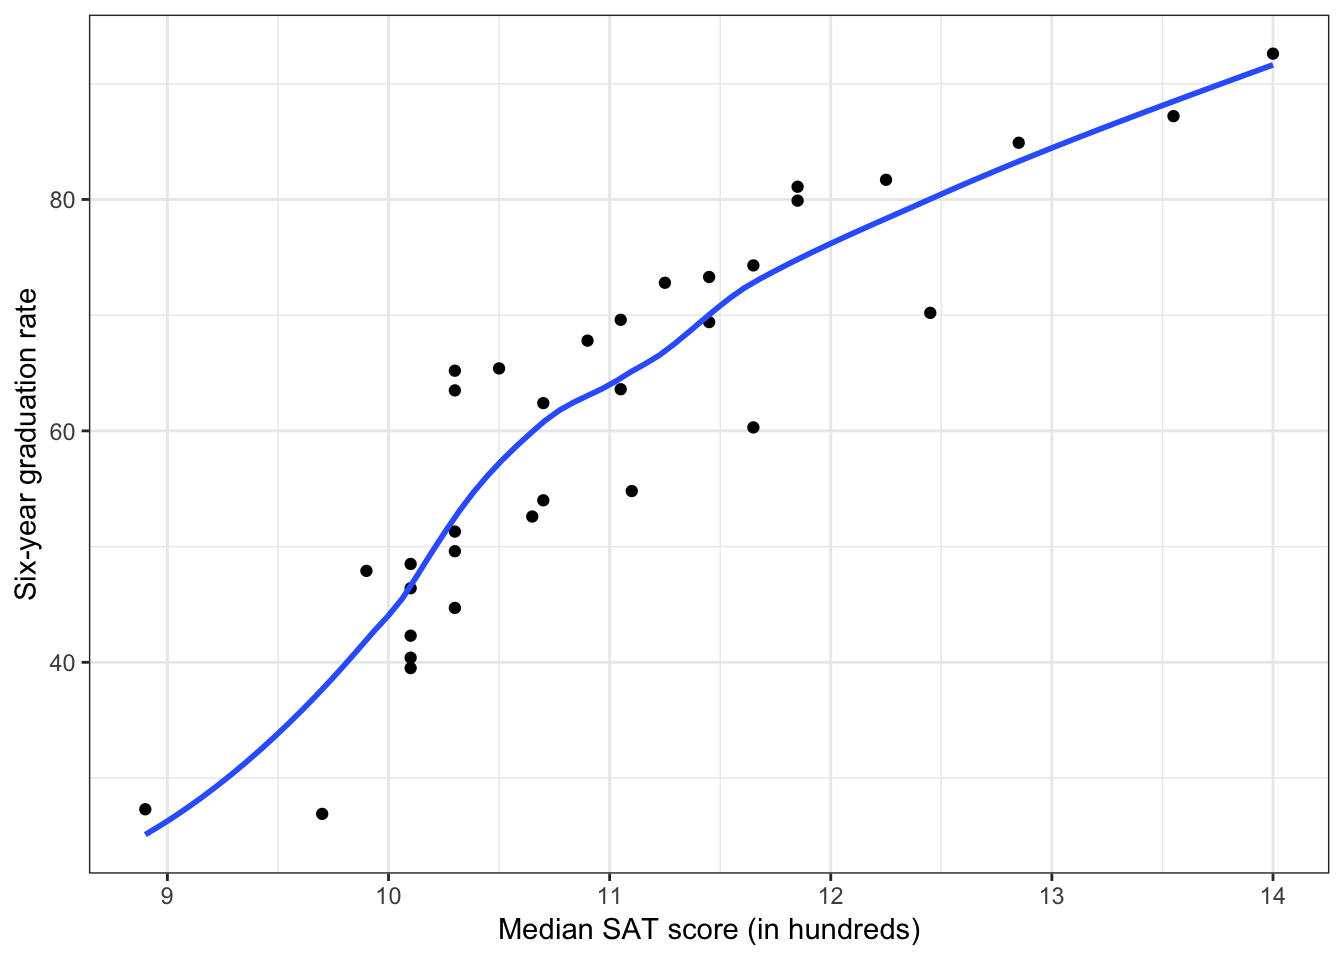 Six-year graduation rate
80
60
40
9 10 11 12 13 14
Median SAT score (in hundreds)